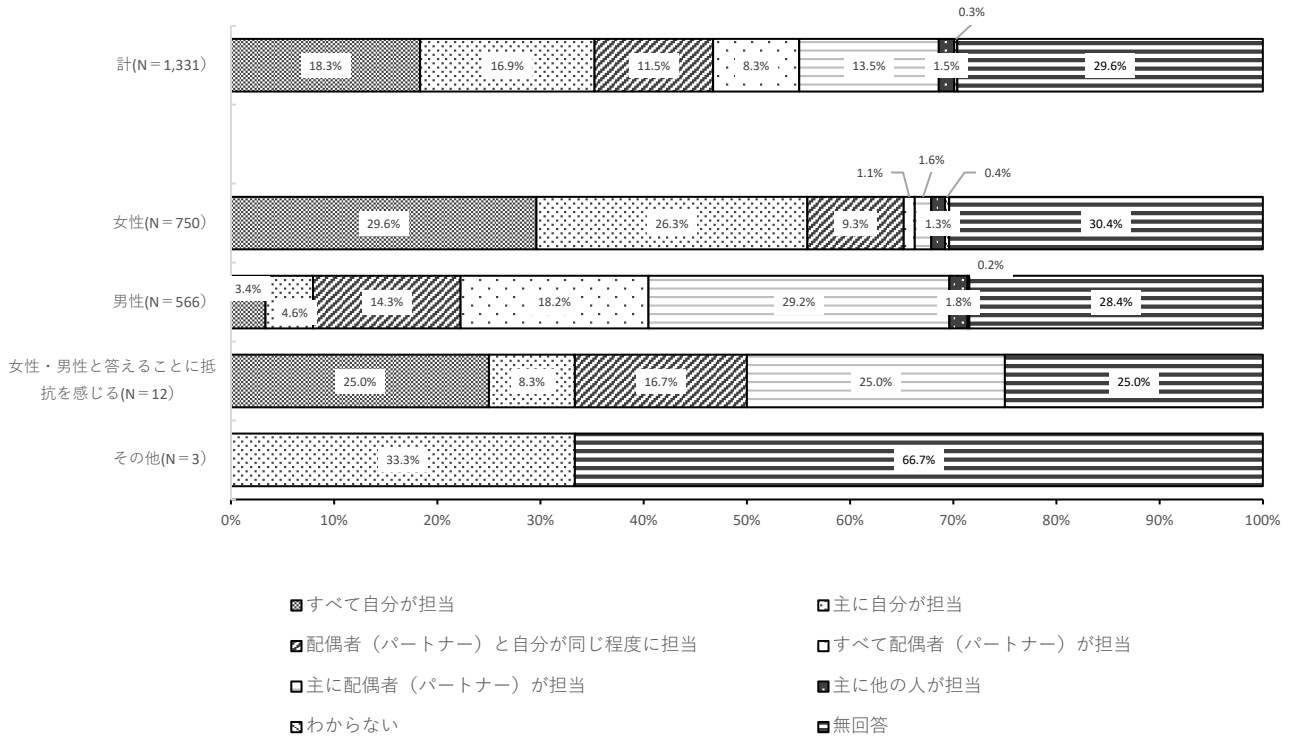 0.3%
計(N＝1,331)
18.3% 16.9% 11.5% 8.3% 13.5% 1.5% 29.6%
1.1% 1.6% 0.4%
女性(N＝750)
29.6% 26.3% 9.3% 1.3% 30.4%
0.2%
男性(N＝566)
3.4% 4.6% 14.3% 18.2% 29.2% 1.8% 28.4%
女性・男性と答えることに抵
抗を感じる(N＝12)
25.0% 8.3% 16.7% 25.0% 25.0%
その他(N＝3)
33.3% 66.7%
0% 10% 20% 30% 40% 50% 60% 70% 80% 90% 100%
すべて自分が担当 主に自分が担当
配偶者（パートナー）と自分が同じ程度に担当 すべて配偶者（パートナー）が担当
主に配偶者（パートナー）が担当 主に他の人が担当
わからない 無回答